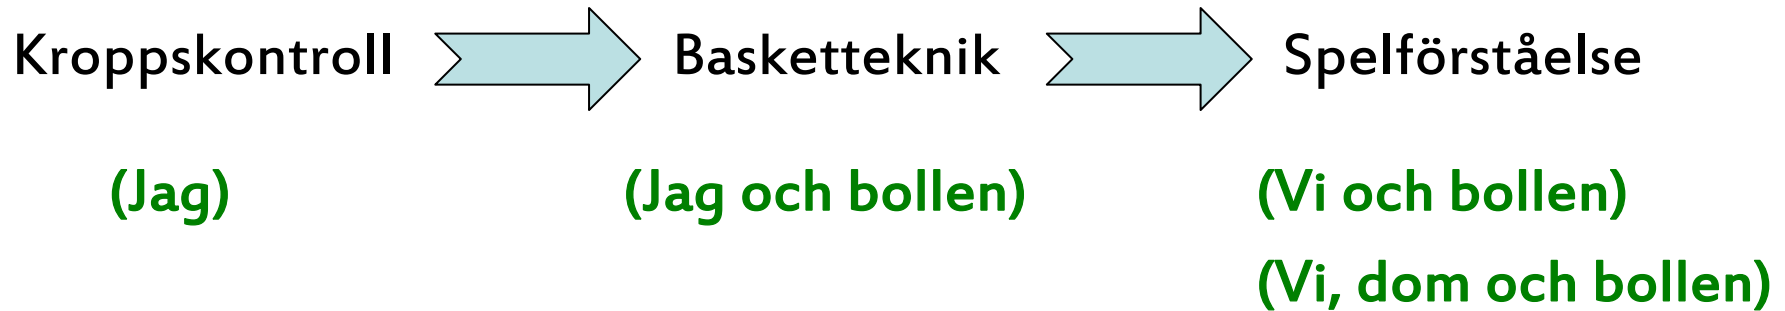 Kroppskontroll Basketteknik Spelförståelse
(Jag) (Jag och bollen) (Vi och bollen)
(Vi, dom och bollen)